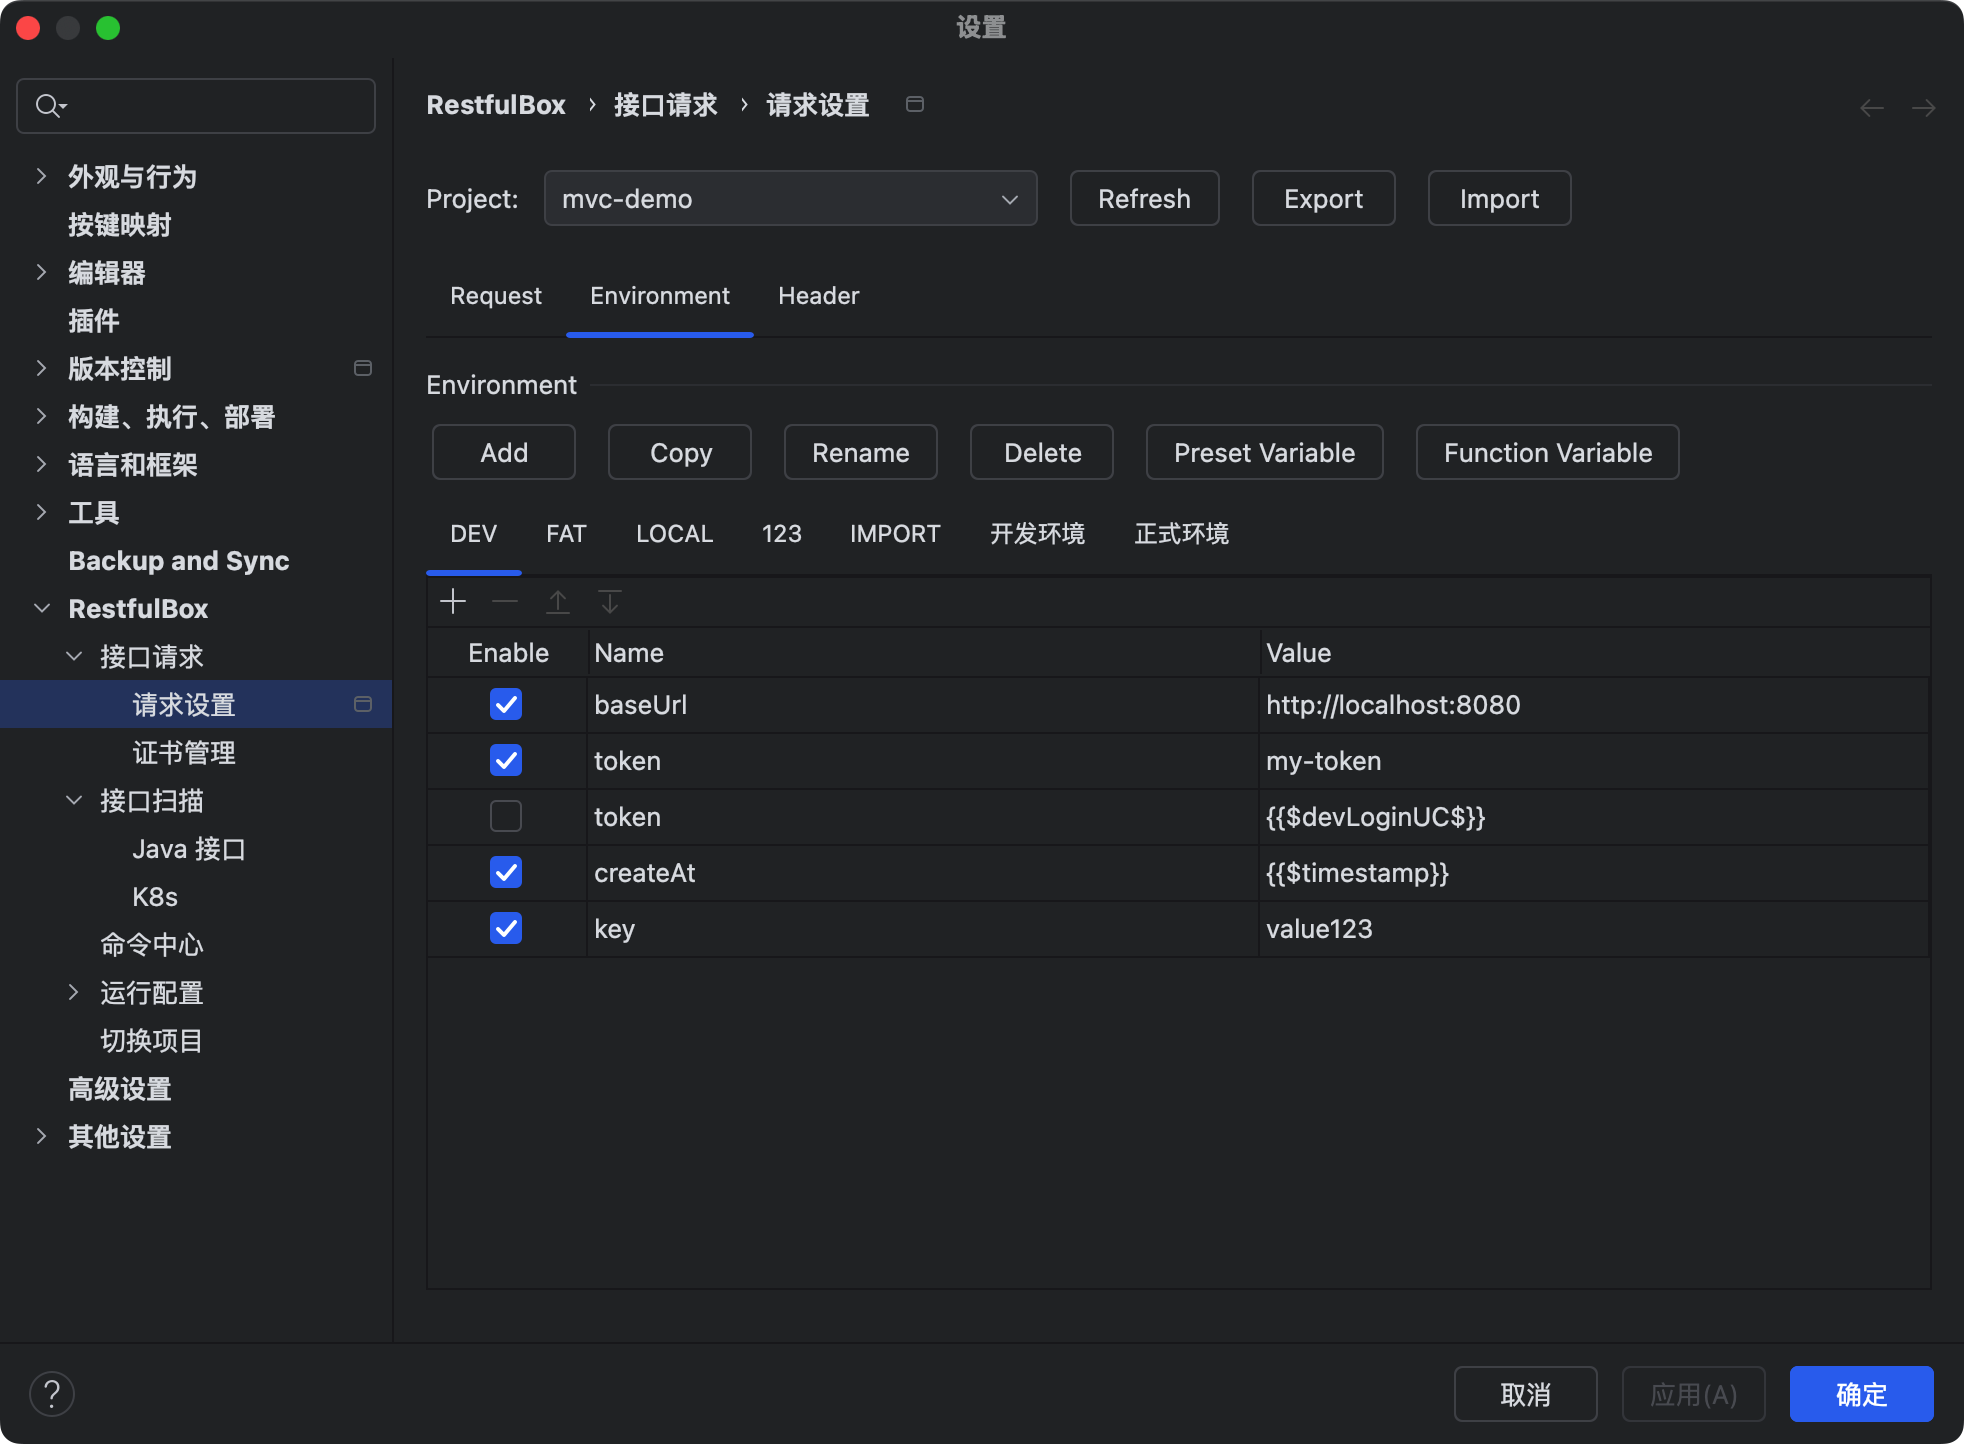 设置
RestfulBox › 接口请求 › 请求设置
外观与行为
按键映射
编辑器
插件
版本控制
构建、执行、部署
语言和框架
工具
Backup and Sync
RestfulBox
接口请求
请求设置
证书管理
接口扫描
Java 接口
K8s
命令中心
运行配置
切换项目
高级设置
其他设置
Project: mvc-demo Refresh Export Import
Request Environment Header
Environment
Add Copy Rename Delete Preset Variable Function Variable
DEV FAT LOCAL 123 IMPORT 开发环境 正式环境
Enable Name Value
baseUrl http://localhost:8080
token my-token
token {{$devLoginUC$}}
createAt {{$timestamp}}
key value123
? 取消 应用(A) 确定